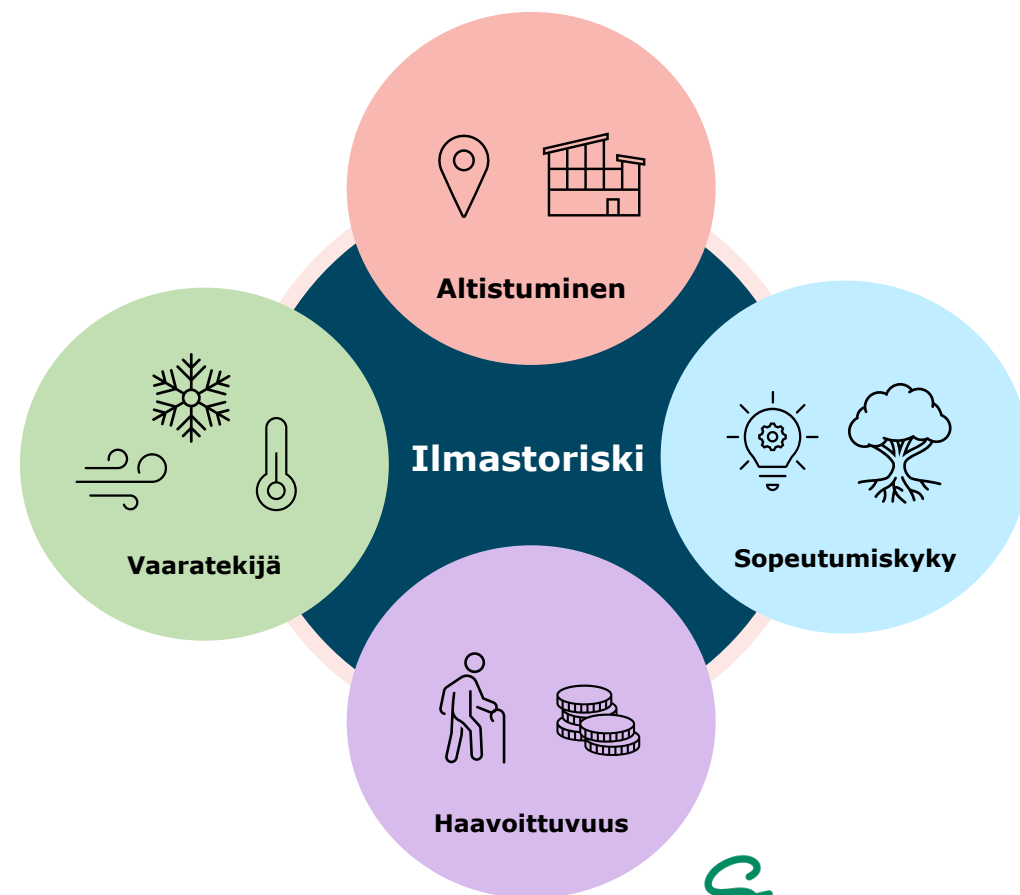 Altistuminen
Ilmastoriski
Vaaratekijä
Sopeutumiskyky
Haavoittuvuus